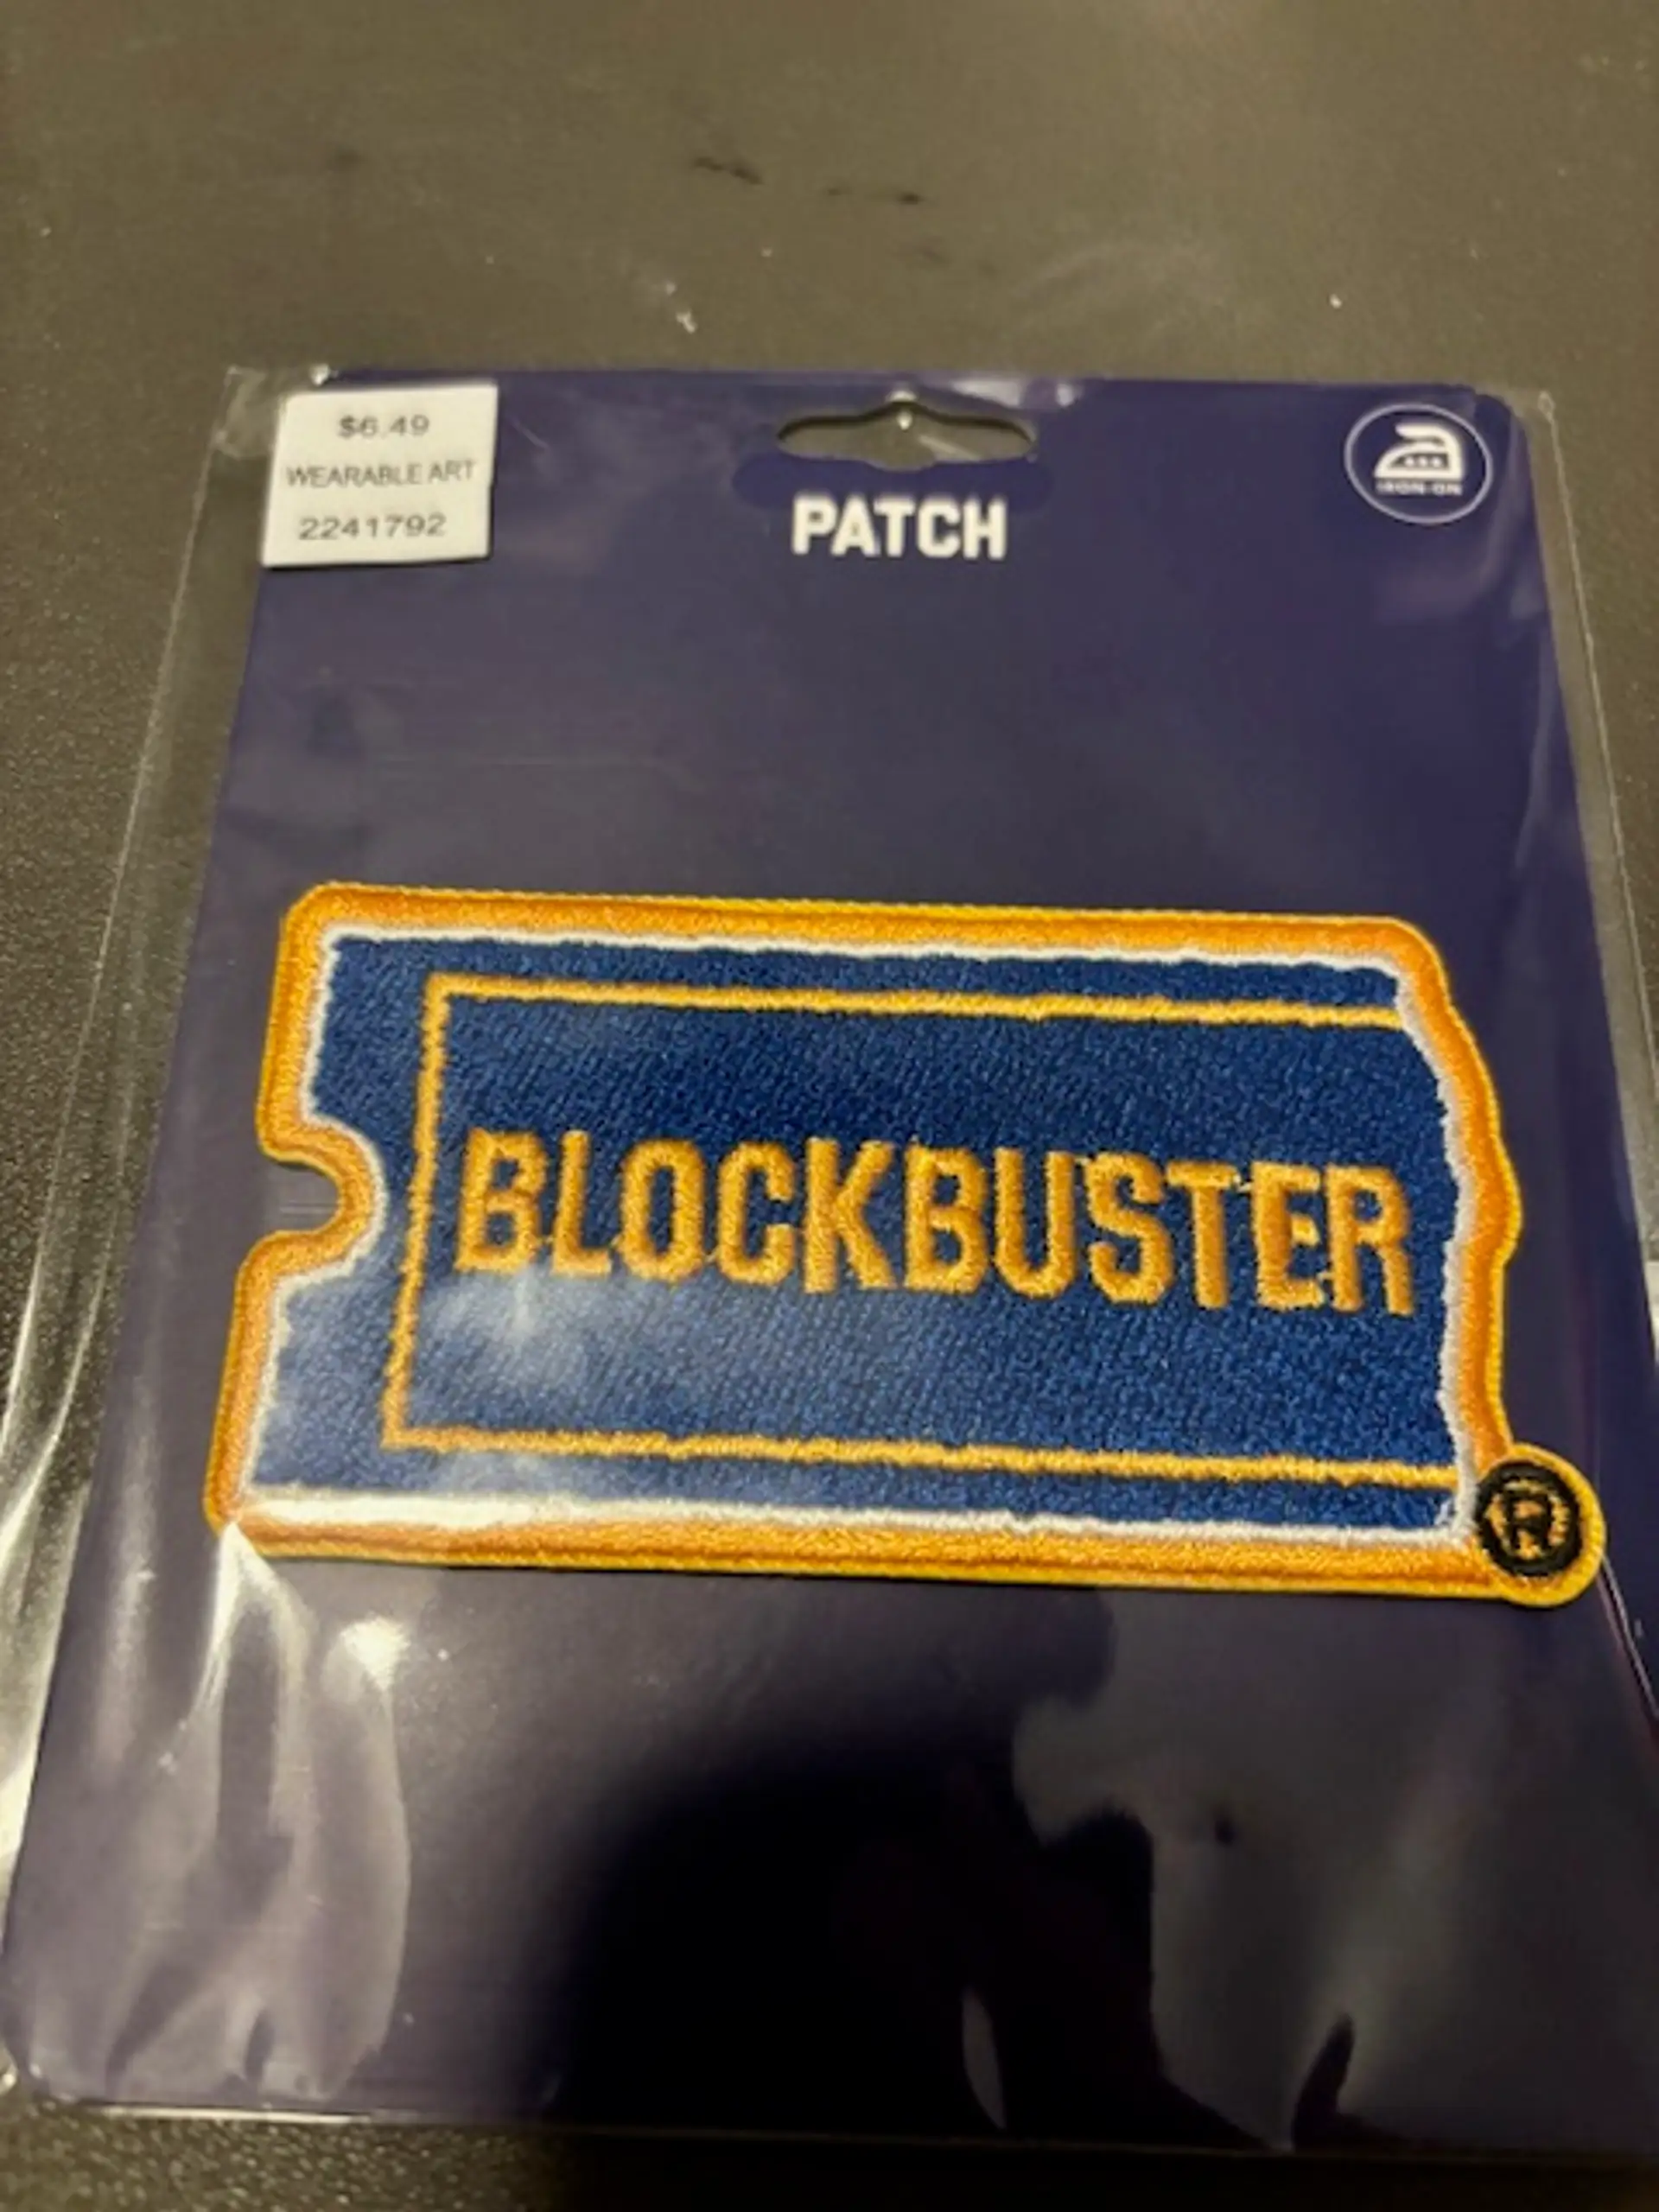 $6.49
WEARABLE ART
2241792
PATCH
IRON-ON
BLOCKBUSTER
®